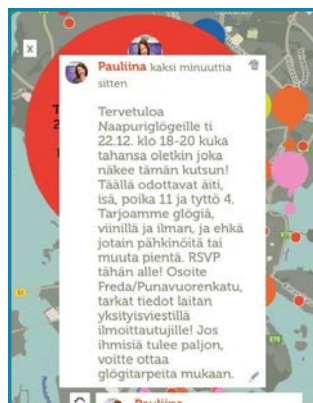 x
Pauliina kaksi minuuttia
sitten
Tervetuloa
Naapuriglögeille ti
22.12. klo 18-20 kuka
tahansa oletkin joka
näkee tämän kutsun!
Täällä odottavat äiti,
isä, poika 11 ja tyttö 4.
Tarjoamme glögiä,
viinillä ja ilman, ja ehkä
jotain pähkinöitä tai
muuta pientä. RSVP
tähän alle! Osoite
Freda/Punavuorenkatu,
tarkat tiedot laitan
yksityisviestillä
ilmoittautujille! Jos
ihmisiä tulee paljon,
voitte ottaa
glögitarpeita mukaan.
Pauliina